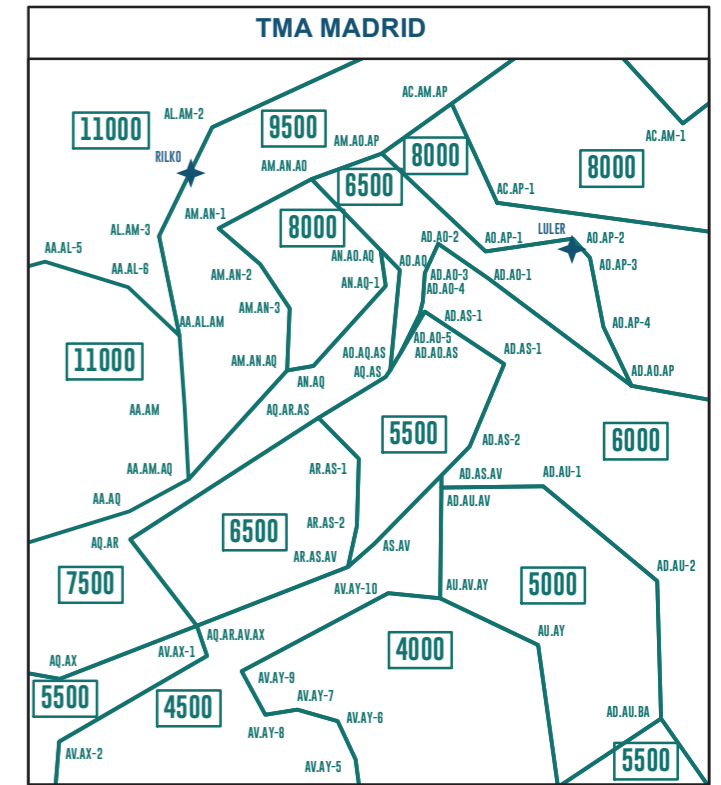 TMA MADRID
AC.AM.AP
AL.AM-2
11000
9500
AC.AM-1
AM.AO.AP
8000
8000
RILKO
AM.AN.AO
6500
AC.AP-1
AM.AN-1
8000
LULER
AL.AM-3
AD.AO-2
AO.AP-1
AO.AP-2
AA.AL-5
AN.AO.AQ
AO.AQ
AO.AP-3
AA.AL-6
AM.AN-2
AN.AQ-1
AD.AO-3
AD.AO-1
AD.AO-4
AM.AN-3
AD.AS-1
AO.AP-4
AA.AL.AM
AD.AO-5
AD.AO.AS
AD.AS-1
11000
AM.AN.AQ
AO.AQ.AS
AQ.AS
AD.AO.AP
AN.AQ
AA.AM
AQ.AR.AS
5500
6000
AD.AS-2
AA.AM.AQ
AR.AS-1
AD.AS.AV
AD.AU-1
AA.AQ
AD.AU.AV
AR.AS-2
6500
AQ.AR
AS.AV
AR.AS.AV
AD.AU-2
7500
AV.AY-10
AU.AV.AY
5000
AQ.AR.AV.AX
AU.AY
AV.AX-1
4000
AQ.AX
AV.AY-9
5500
4500
AV.AY-7
AV.AY-6
AD.AU.BA
AV.AY-8
AV.AX-2
AV.AY-5
5500